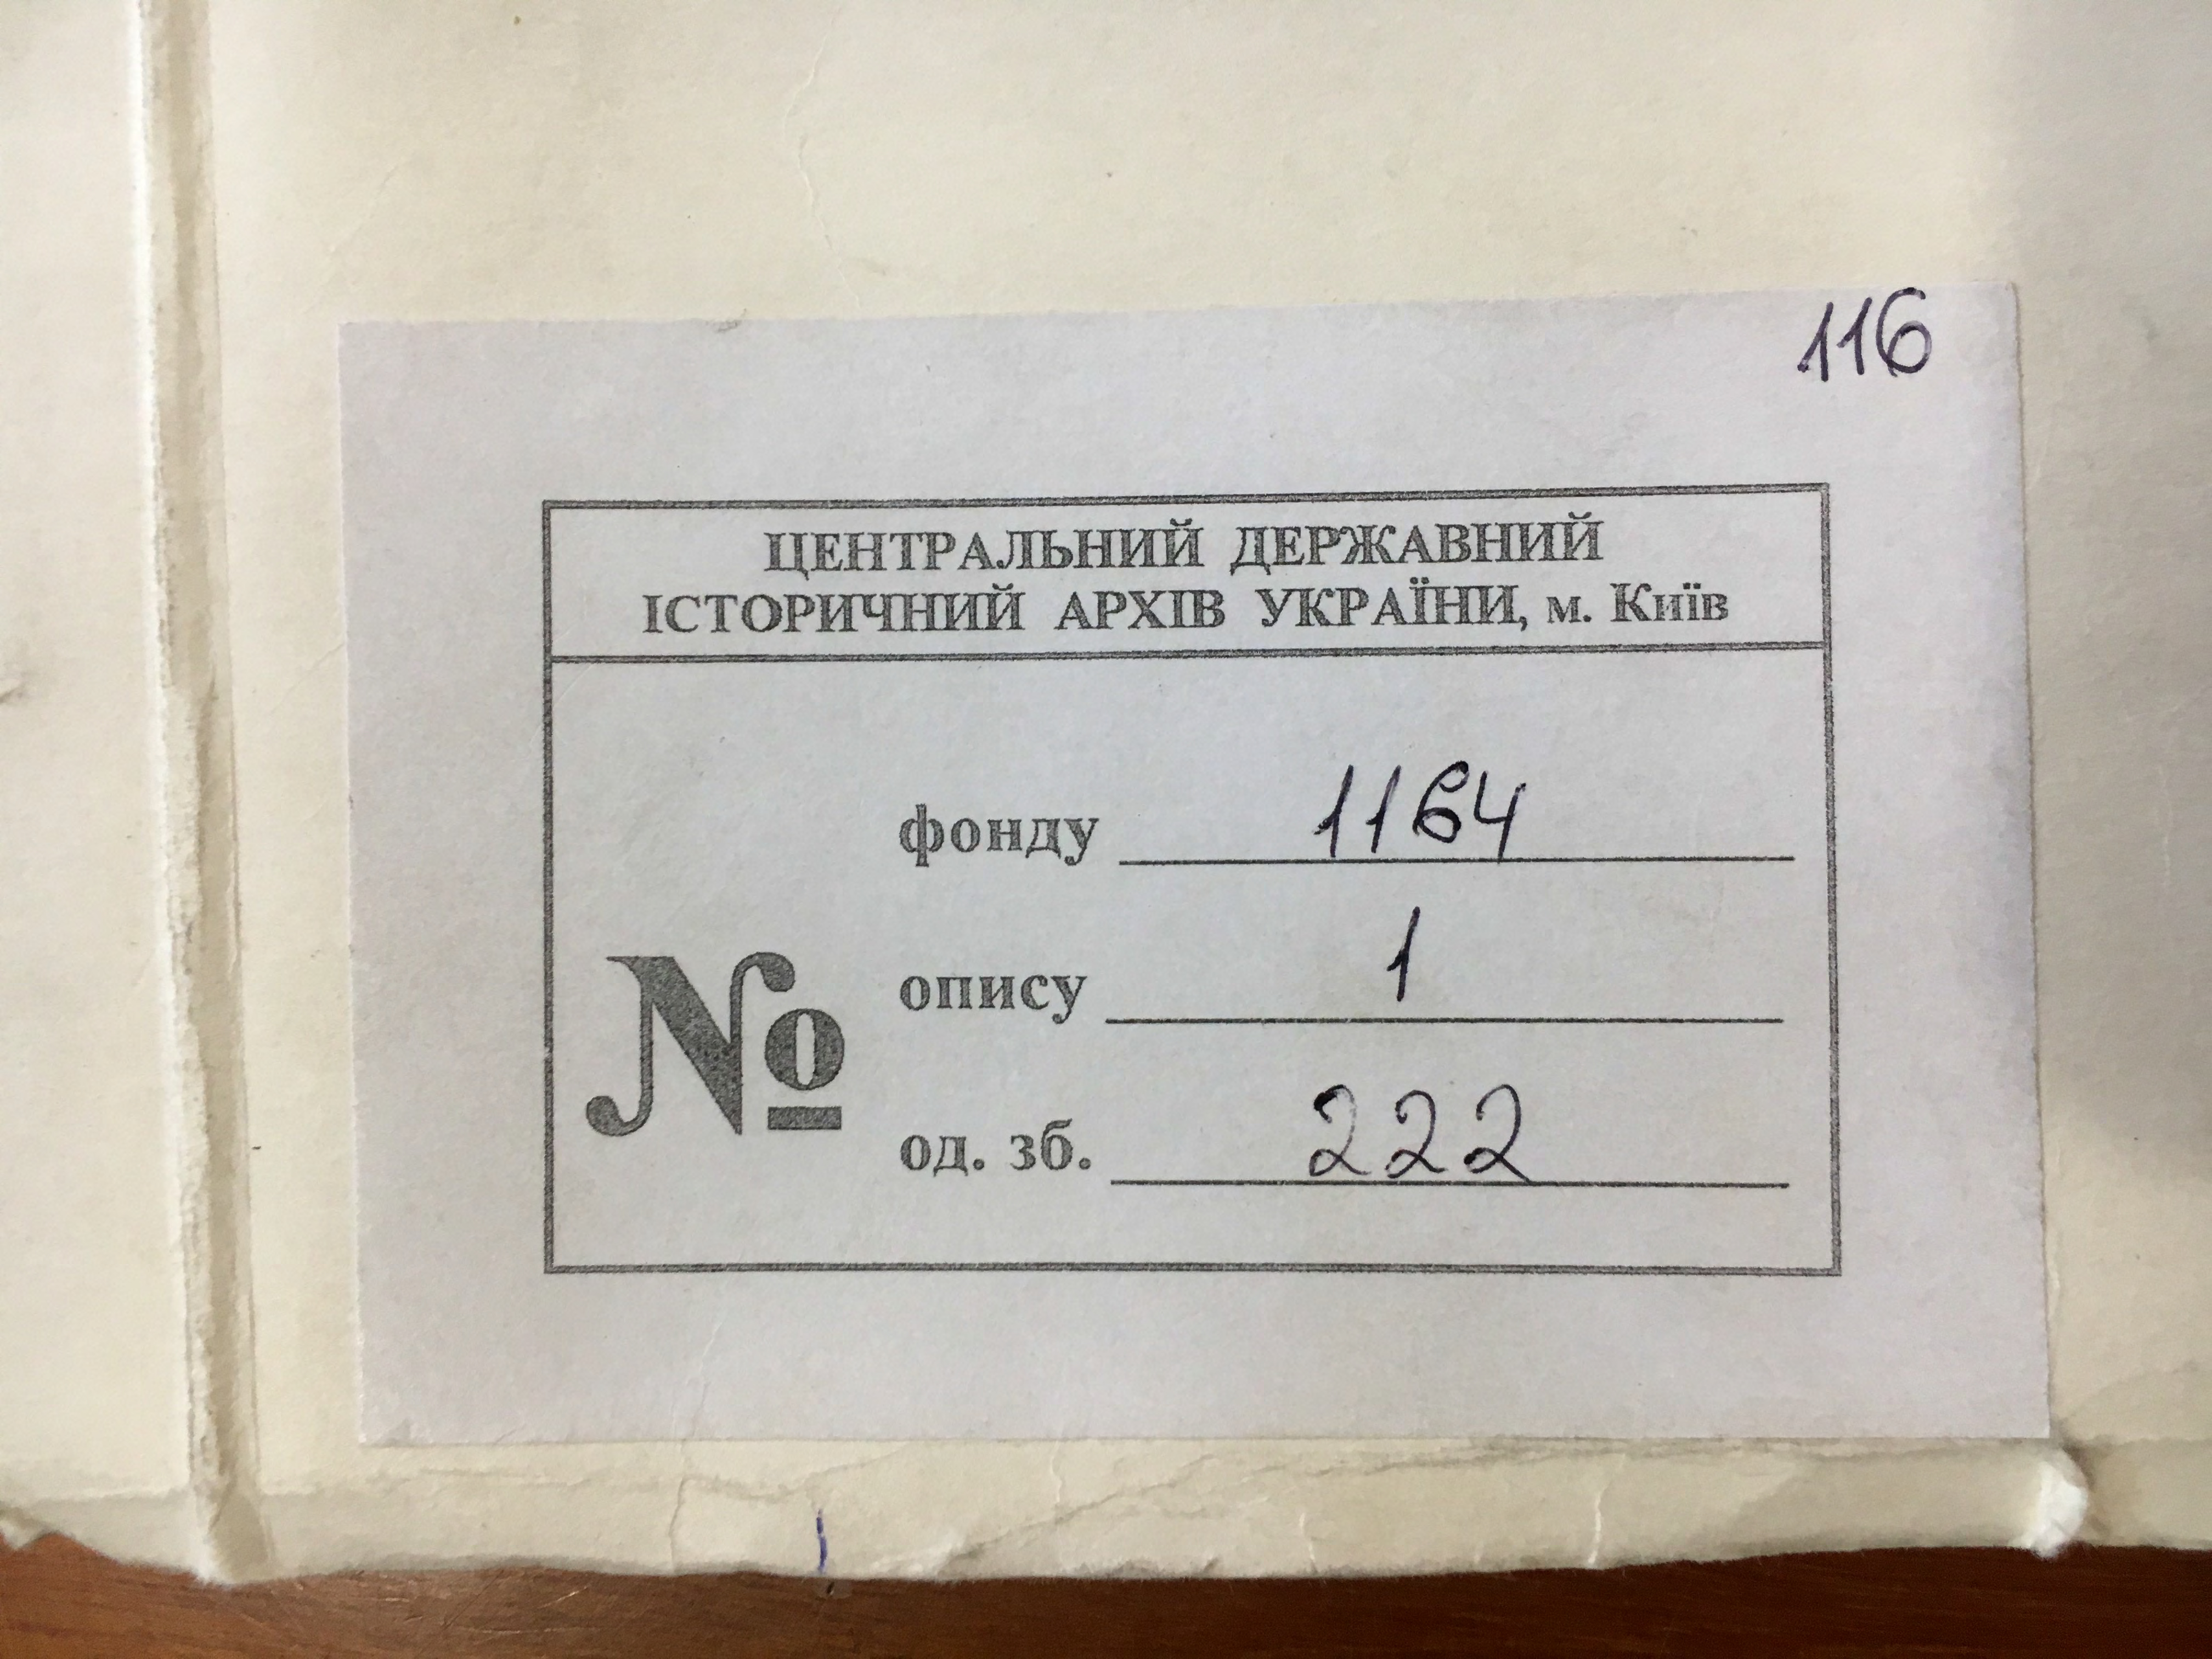 116
ЦЕНТРАЛЬНИЙ ДЕРЖАВНИЙ
ІСТОРИЧНИЙ АРХІВ УКРАЇНИ, м. Київ
фонду 1164
№ опису 1
од. зб. 222